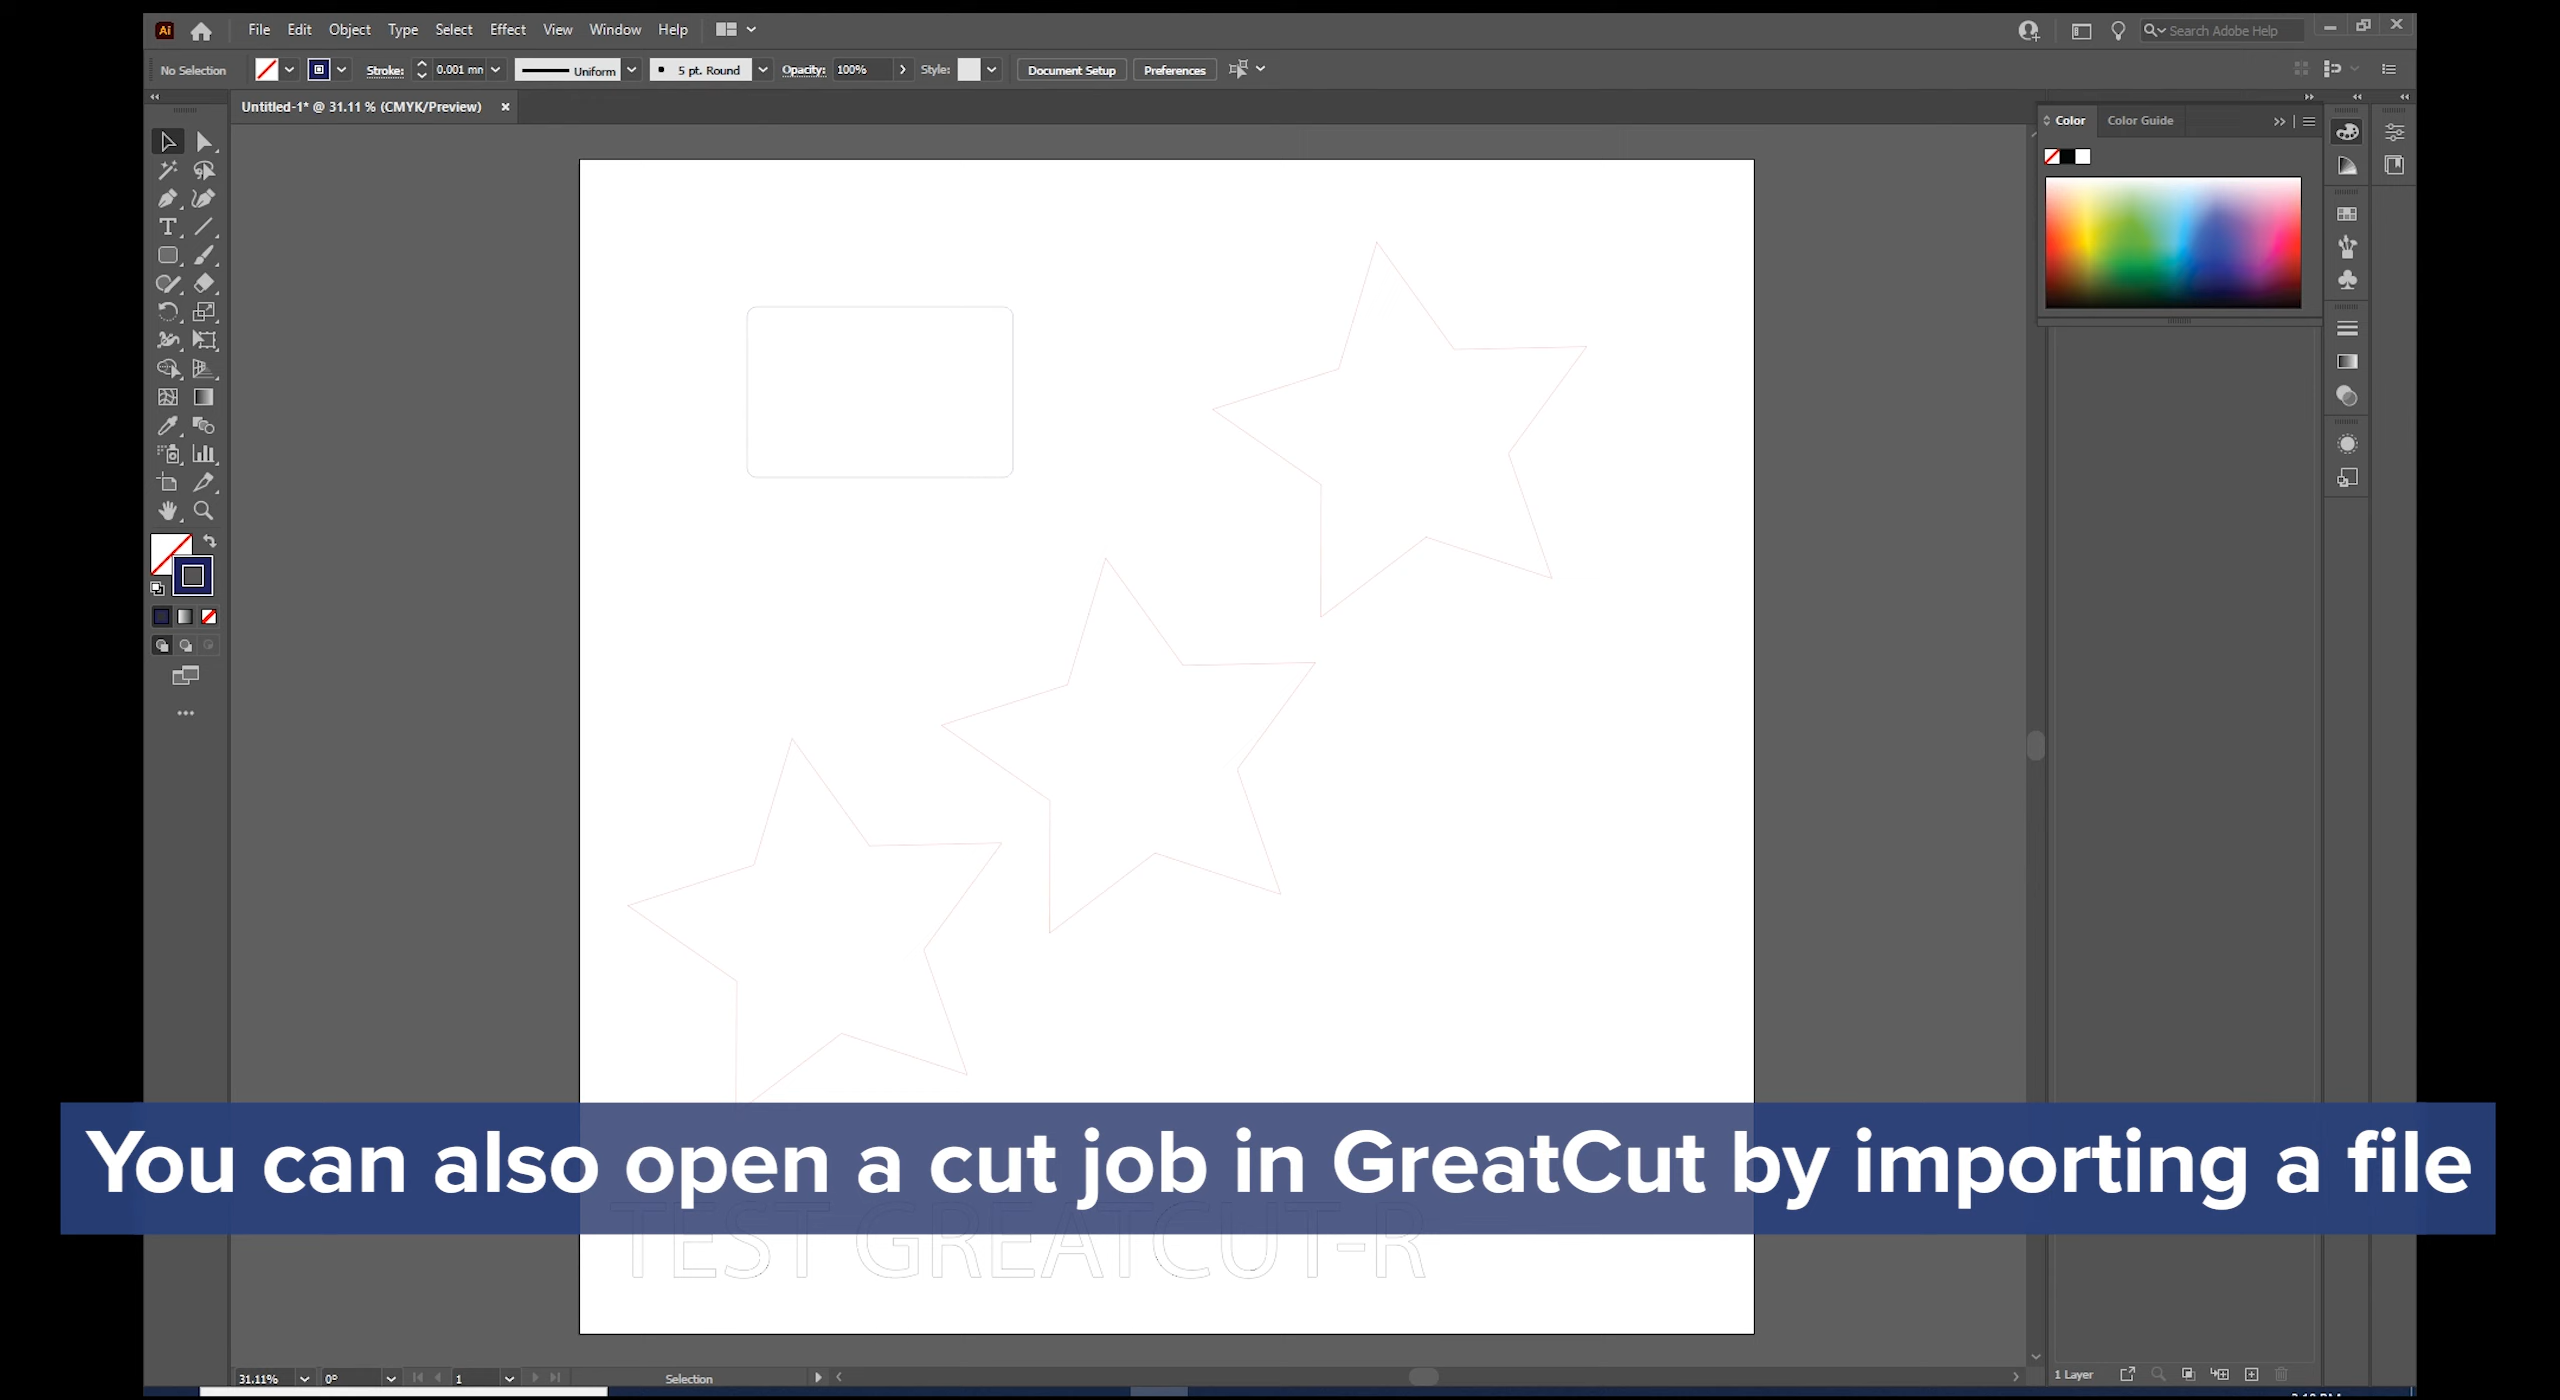 Ai File Edit Object Type Select Effect View Window Help Search Adobe Help
No Selection Stroke: 0.001 mn Uniform 5 pt. Round Opacity: 100% Style: Document Setup Preferences
Untitled-1* @ 31.11 % (CMYK/Preview)
Color Color Guide
You can also open a cut job in GreatCut by importing a file
TEST GREATCUT-R
31.11% 0° 1 Selection
1 Layer